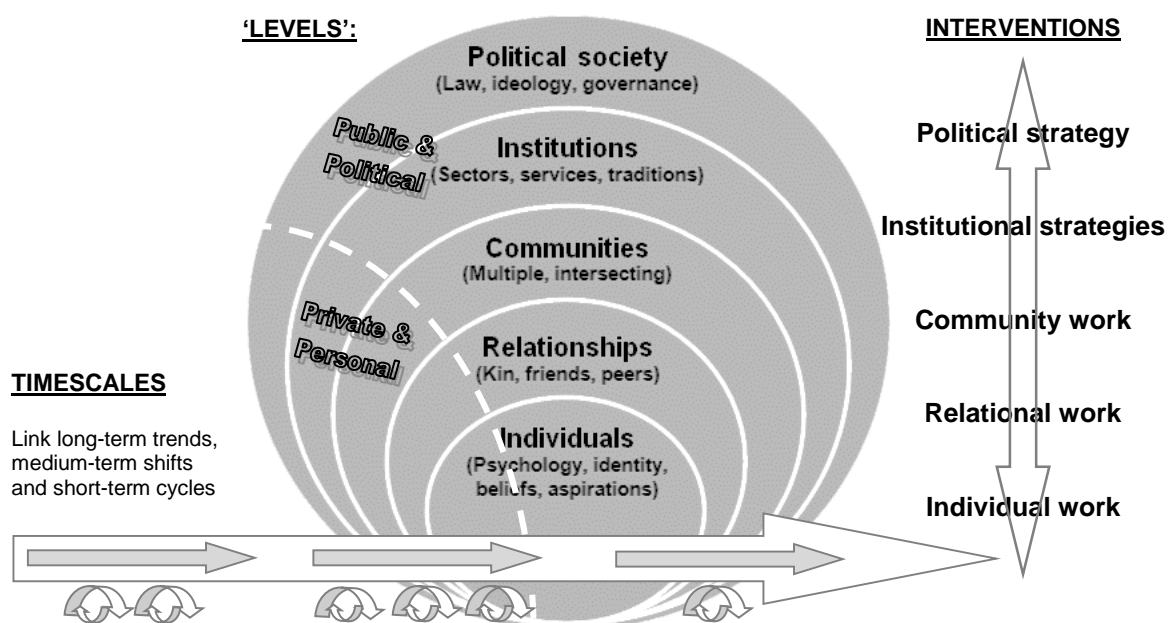 'LEVELS':
Political society
(Law, ideology, governance)
Public &
Political
Institutions
(Sectors, services, traditions)
Communities
(Multiple, intersecting)
Private &
Personal
Relationships
(Kin, friends, peers)
Individuals
(Psychology, identity,
beliefs, aspirations)
TIMESCALES
Link long-term trends,
medium-term shifts
and short-term cycles
INTERVENTIONS
Political strategy
Institutional strategies
Community work
Relational work
Individual work